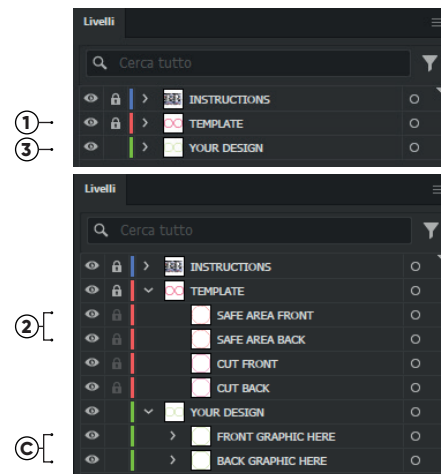 Livelli
Cerca tutto
INSTRUCTIONS
1 TEMPLATE
3 YOUR DESIGN
Livelli
Cerca tutto
INSTRUCTIONS
TEMPLATE
2 SAFE AREA FRONT
SAFE AREA BACK
CUT FRONT
CUT BACK
YOUR DESIGN
C FRONT GRAPHIC HERE
BACK GRAPHIC HERE